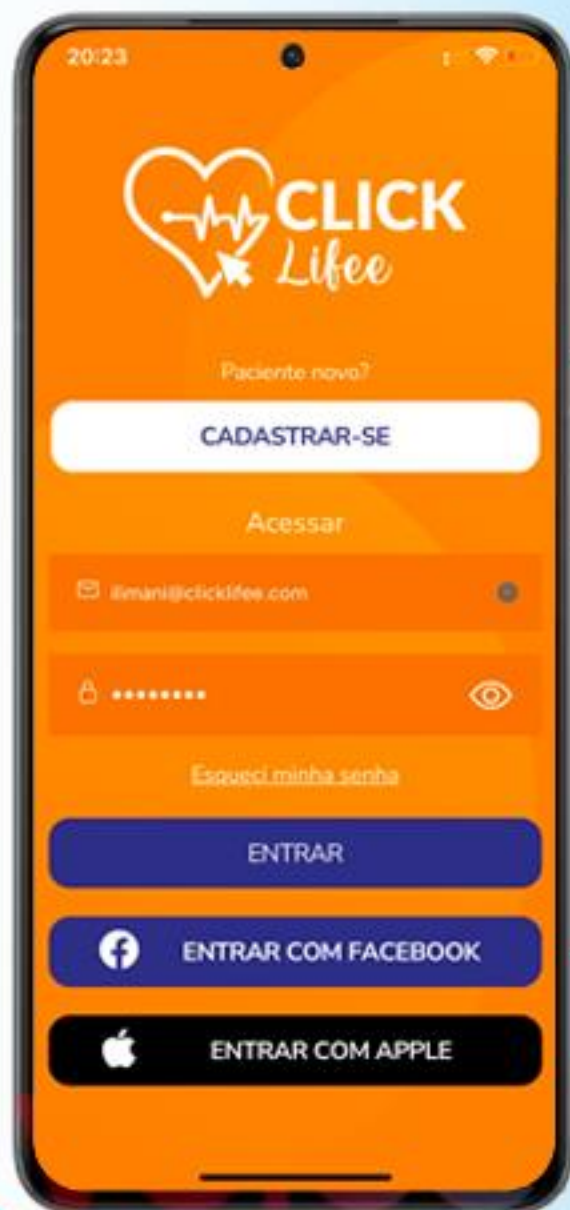 20:23
CLICK
Lifee
Paciente novo?
CADASTRAR-SE
Acessar
ilimani@clicklifee.com
••••••••
Esqueci minha senha
ENTRAR
ENTRAR COM FACEBOOK
ENTRAR COM APPLE